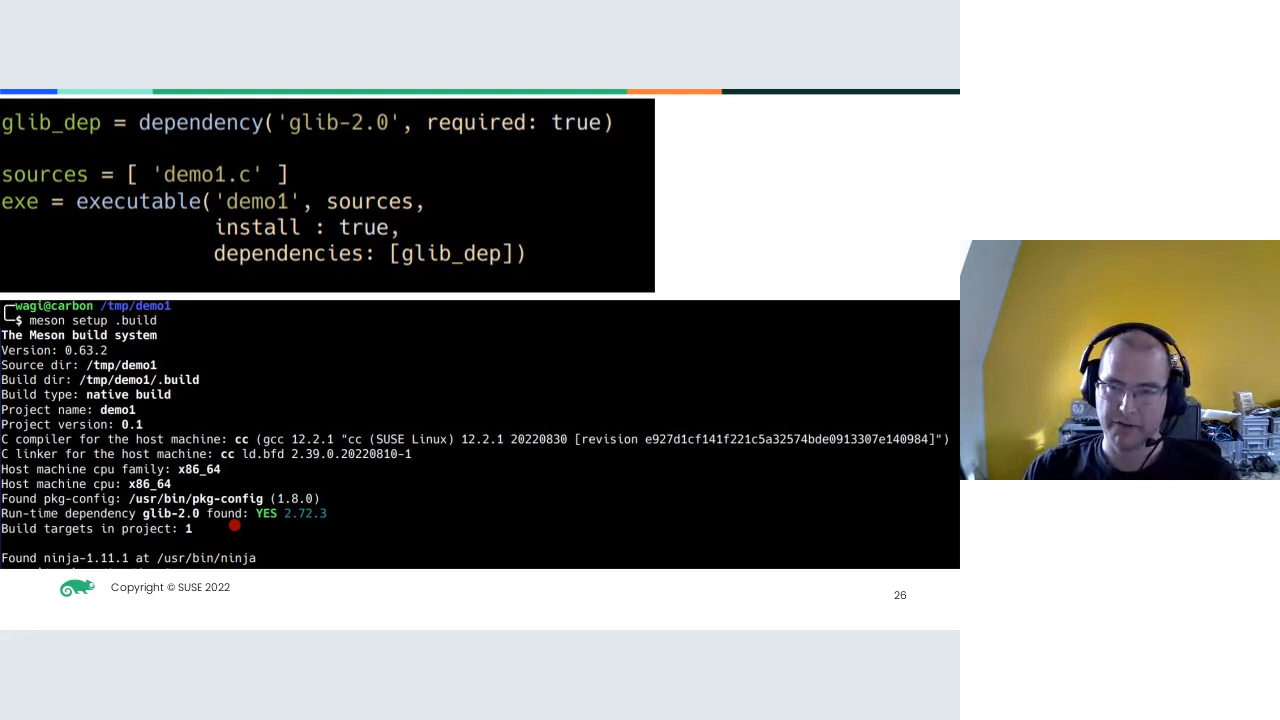 glib_dep = dependency('glib-2.0', required: true)
sources = [ 'demo1.c' ]
exe = executable('demo1', sources,
install : true,
dependencies: [glib_dep])
wagi@carbon /tmp/demo1
$ meson setup .build
The Meson build system
Version: 0.63.2
Source dir: /tmp/demo1
Build dir: /tmp/demo1/.build
Build type: native build
Project name: demo1
Project version: 0.1
C compiler for the host machine: cc (gcc 12.2.1 "cc (SUSE Linux) 12.2.1 20220830 [revision e927d1cf141f221c5a32574bde0913307e140984]")
C linker for the host machine: cc ld.bfd 2.39.0.20220810-1
Host machine cpu family: x86_64
Host machine cpu: x86_64
Found pkg-config: /usr/bin/pkg-config (1.8.0)
Run-time dependency glib-2.0 found: YES 2.72.3
Build targets in project: 1
Found ninja-1.11.1 at /usr/bin/ninja
Copyright © SUSE 2022
26